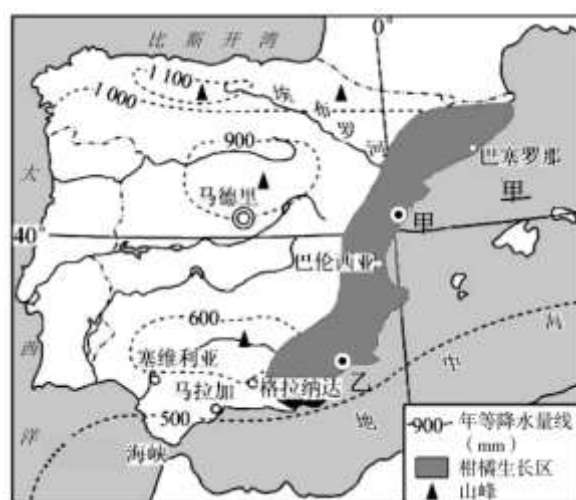 比斯开湾
0°
1100
1000
埃布罗河
900
巴塞罗那
太
马德里
甲
甲
40°
巴伦西亚
西
600
塞维利亚
乙
中
马拉加
格拉纳达
500
地
洋
海峡
900 年等降水量线
(mm)
柑橘生长区
山峰